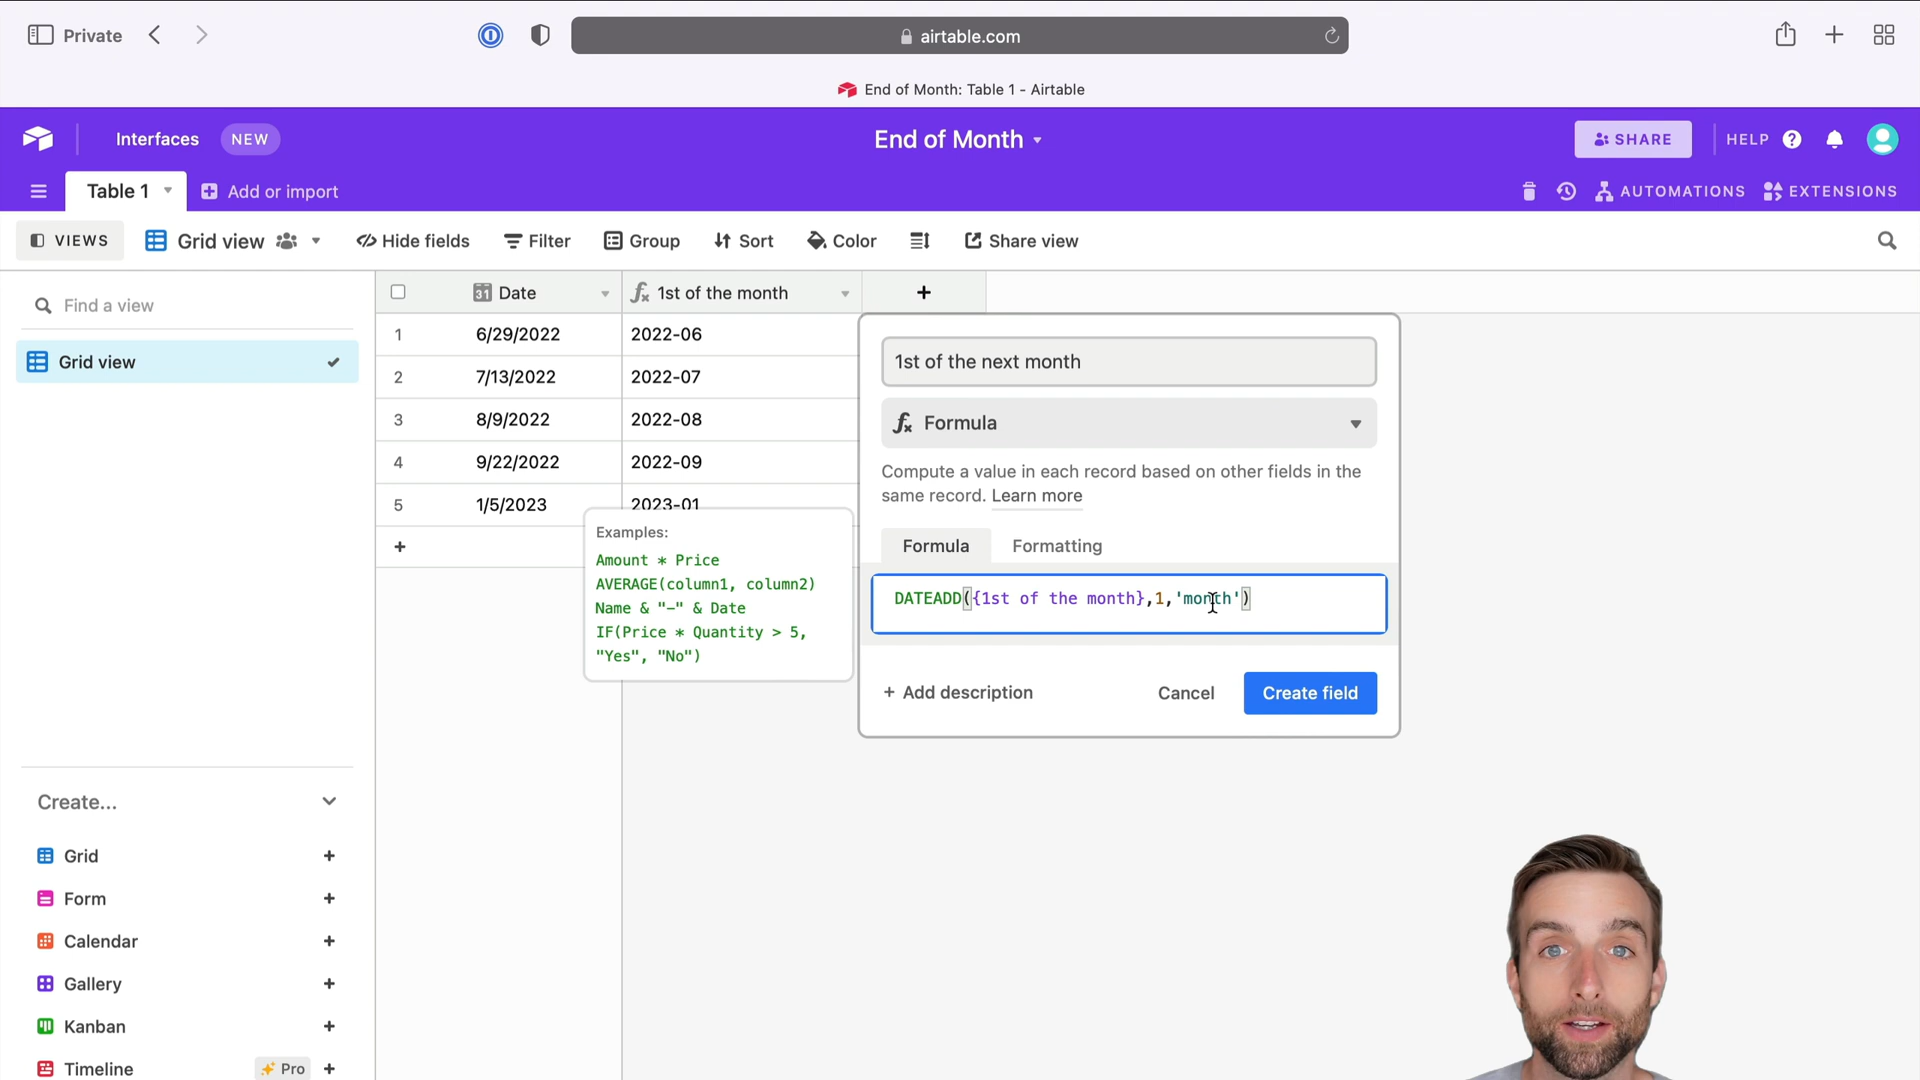 Private
airtable.com
End of Month: Table 1 - Airtable
Interfaces NEW
End of Month
SHARE
HELP
Table 1
Add or import
AUTOMATIONS
EXTENSIONS
VIEWS
Grid view
Hide fields
Filter
Group
Sort
Color
Share view
Find a view
Grid view
31 Date
1st of the month
1 6/29/2022 2022-06
2 7/13/2022 2022-07
3 8/9/2022 2022-08
4 9/22/2022 2022-09
5 1/5/2023 2023-01
Examples:
Amount * Price
AVERAGE(column1, column2)
Name & "-" & Date
IF(Price * Quantity > 5,
"Yes", "No")
1st of the next month
Formula
Compute a value in each record based on other fields in the
same record. Learn more
Formula Formatting
DATEADD({1st of the month},1,'month')
+ Add description
Cancel
Create field
Create...
Grid +
Form +
Calendar +
Gallery +
Kanban +
Timeline Pro +